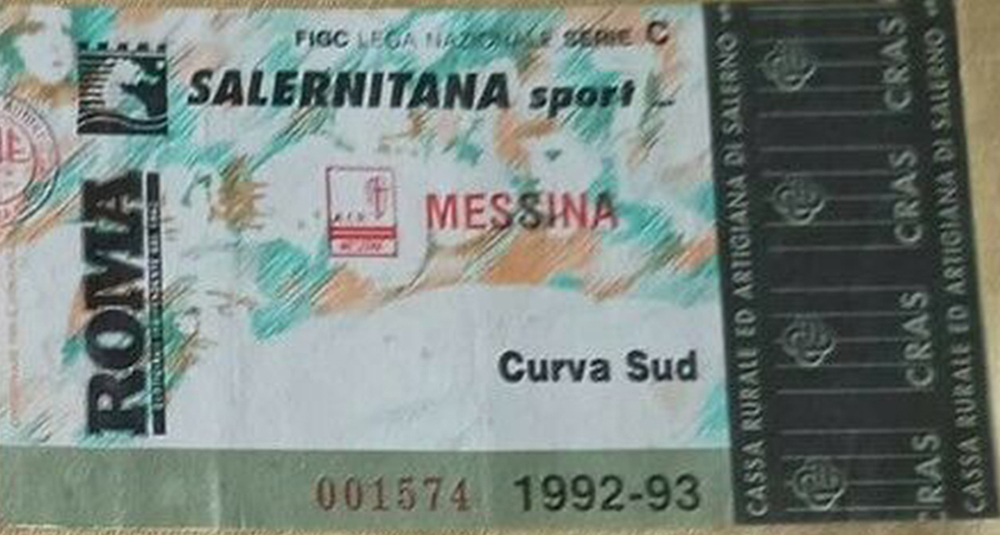 FIGC LEGA NAZIONALE SERIE C
SALERNITANA sport
MESSINA
ROMA
Curva Sud
001574 1992-93
CASSA RURALE ED ARTIGIANA DI SALERNO
CRAS
CRAS
CRAS
CRAS
CASSA RURALE ED ARTIGIANA DI SALERNO